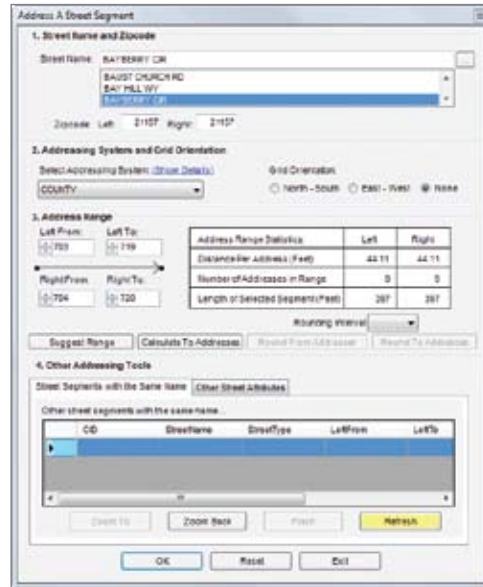 Address A Street Segment
1. Street Name and Zipcode
Street Name: BAYBERRY CIR
BAUST CHURCH RD
BAY HILL WY
BAYBERRY CIR
Zipcode: Left: 21157 Right: 21157
2. Addressing System and Grid Orientation
Select Addressing System: (Show Details) Grid Orientation:
COUNTY North - South East - West None
3. Address Range
Left From: Left To:
703 719
Address Range Statistics Left Right
Distance Per Address (Feet) 44.11 44.11
Right From: Right To:
Number of Addresses in Range 9 9
704 720
Length of Selected Segment (Feet) 397 397
Rounding Interval
Suggest Range Calculate To Addresses Round From Addresses Round To Addresses
4. Other Addressing Tools
Street Segments with the Same Name Other Street Attributes
Other street segments with the same name...
CID StreetName StreetType LeftFrom LeftTo
Zoom To Zoom Back Flash Refresh
OK Reset Exit